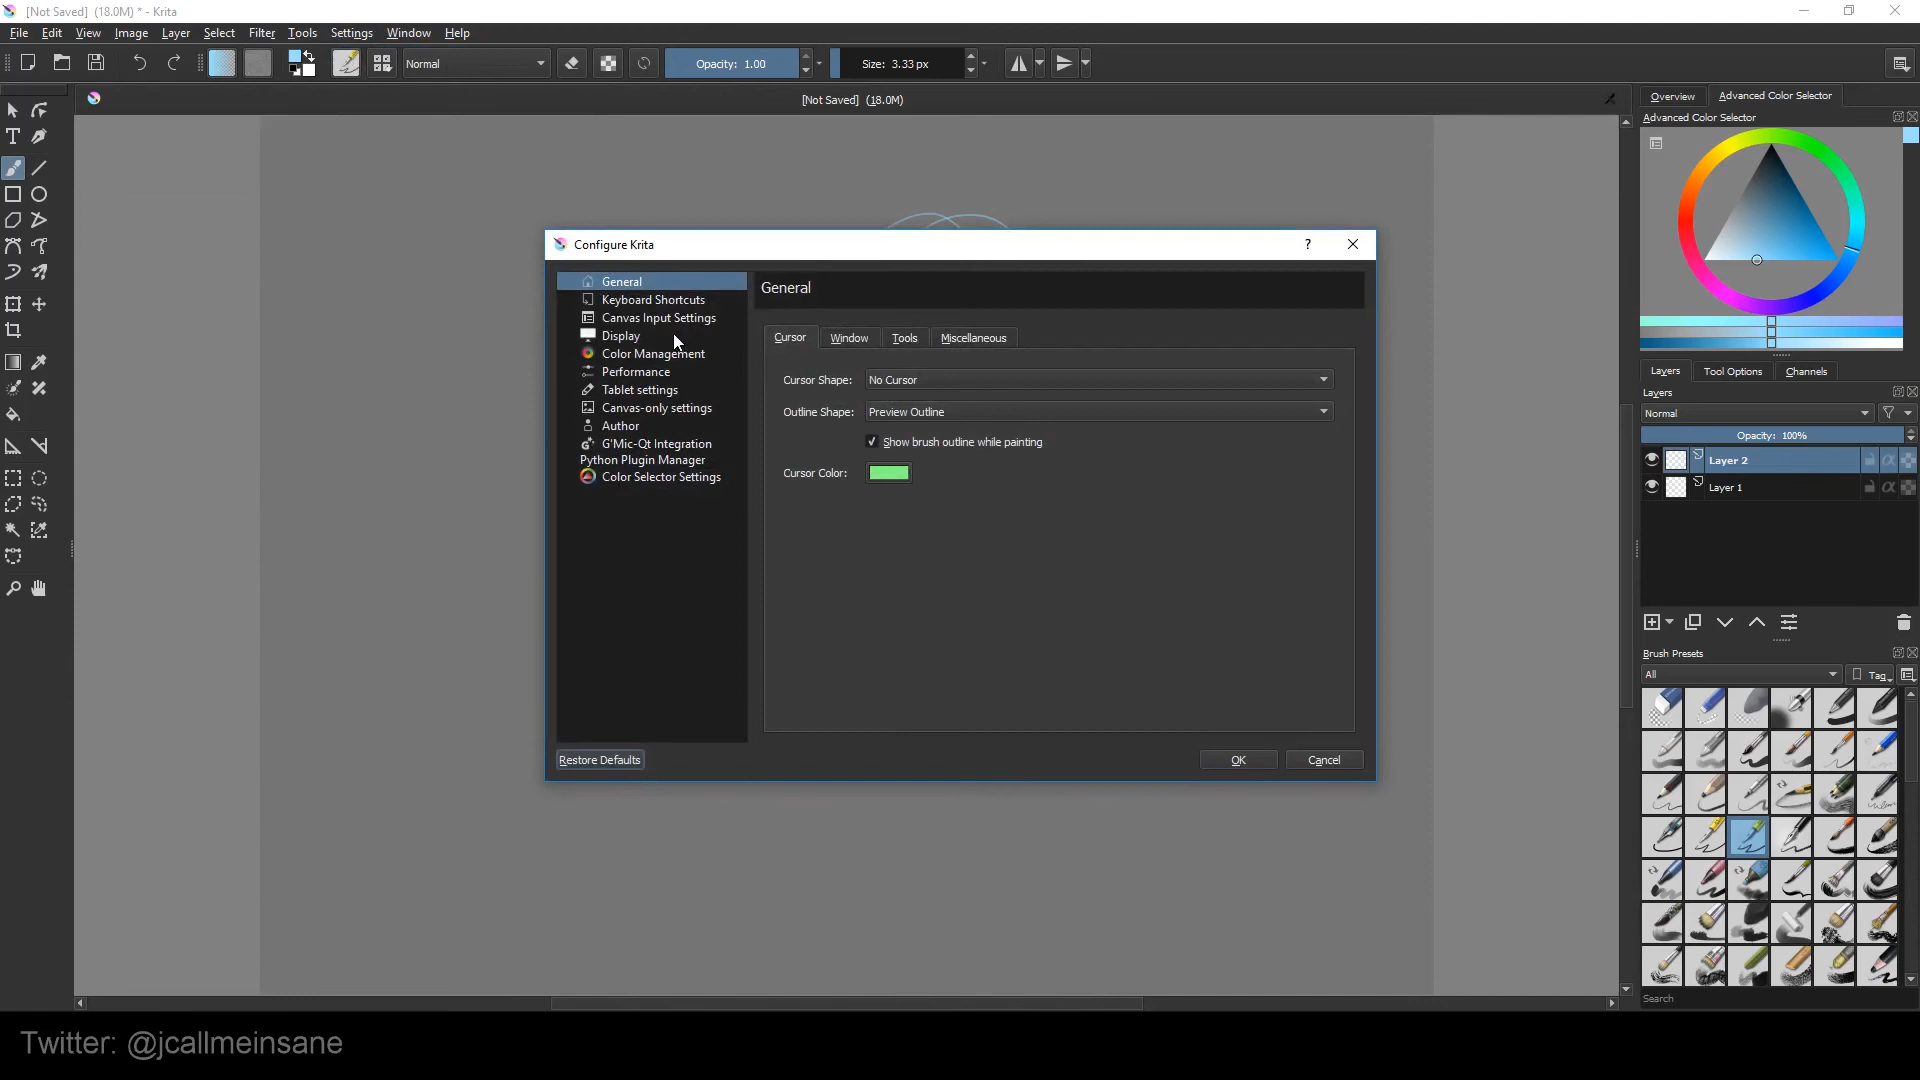 [Not Saved] (18.0M) * - Krita
File Edit View Image Layer Select Filter Tools Settings Window Help
Normal
Opacity: 1.00
Size: 3.33 px
[Not Saved] (18.0M)
Overview
Advanced Color Selector
Advanced Color Selector
Configure Krita
?
General
Keyboard Shortcuts
Canvas Input Settings
Display
Color Management
Performance
Tablet settings
Canvas-only settings
Author
G'Mic-Qt Integration
Python Plugin Manager
Color Selector Settings
General
Cursor Window Tools Miscellaneous
Cursor Shape: No Cursor
Outline Shape: Preview Outline
Show brush outline while painting
Cursor Color:
Restore Defaults
OK
Cancel
Layers Tool Options Channels
Layers
Normal
Opacity: 100%
Layer 2
Layer 1
Brush Presets
All
Tag
Search
Twitter: @jcallmeinsane